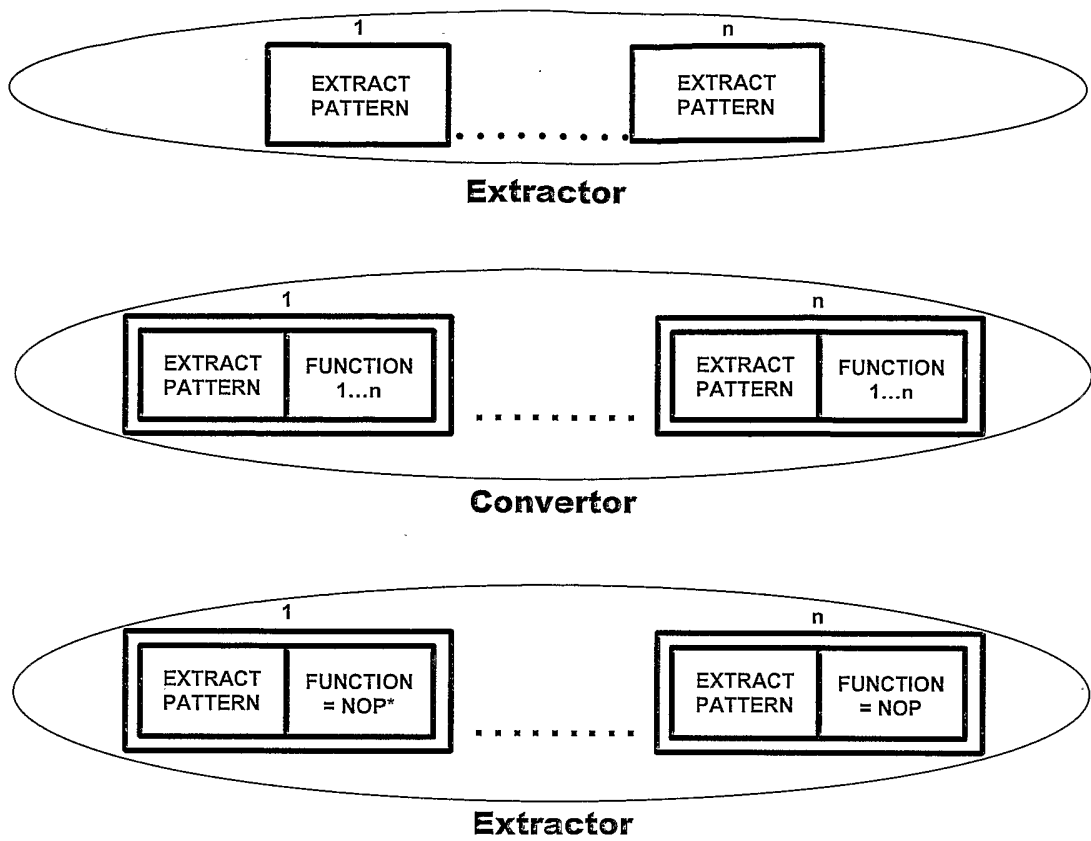 1 n
EXTRACT PATTERN EXTRACT PATTERN
Extractor
1 n
EXTRACT PATTERN FUNCTION 1...n EXTRACT PATTERN FUNCTION 1...n
Convertor
1 n
EXTRACT PATTERN FUNCTION = NOP* EXTRACT PATTERN FUNCTION = NOP
Extractor